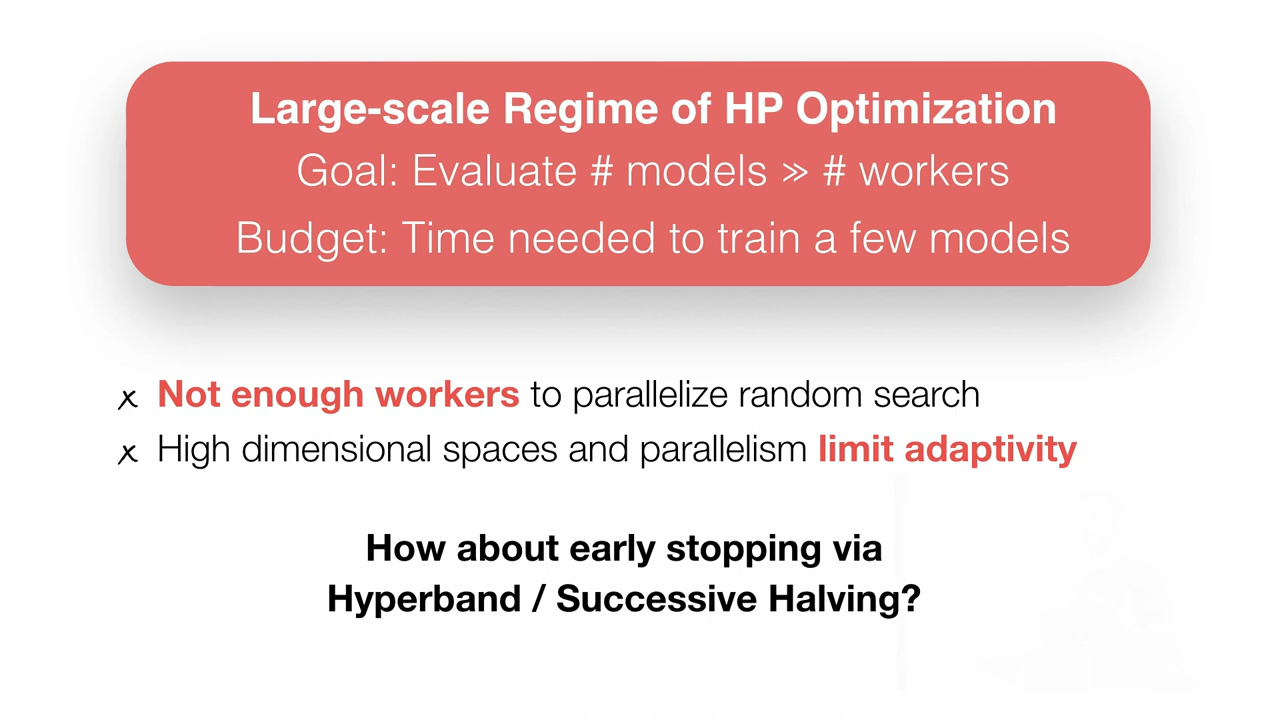 Large-scale Regime of HP Optimization
Goal: Evaluate # models ≫ # workers
Budget: Time needed to train a few models
x Not enough workers to parallelize random search
x High dimensional spaces and parallelism limit adaptivity
How about early stopping via
Hyperband / Successive Halving?